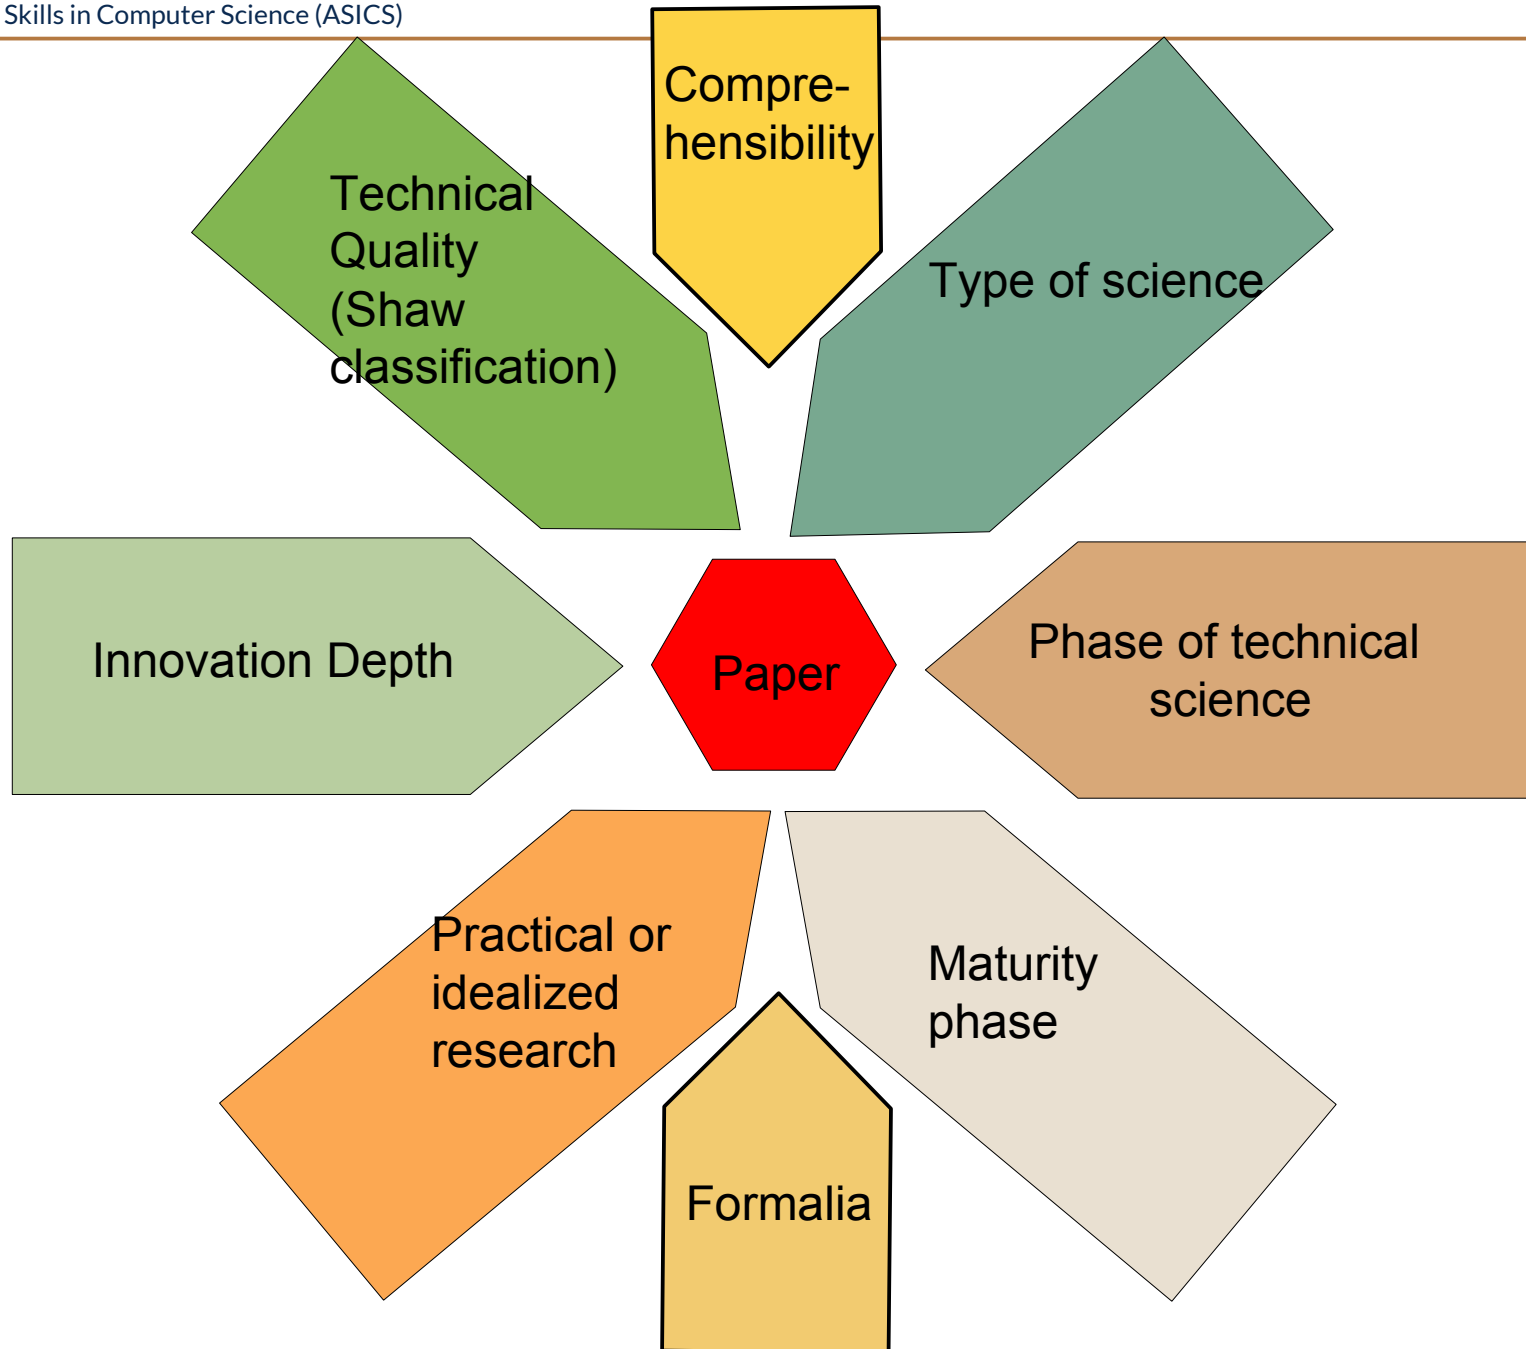 Skills in Computer Science (ASICS)
Compre-
hensibility
Technical
Quality
(Shaw
classification)
Type of science
Innovation Depth
Paper
Phase of technical
science
Practical or
idealized
research
Maturity
phase
Formalia